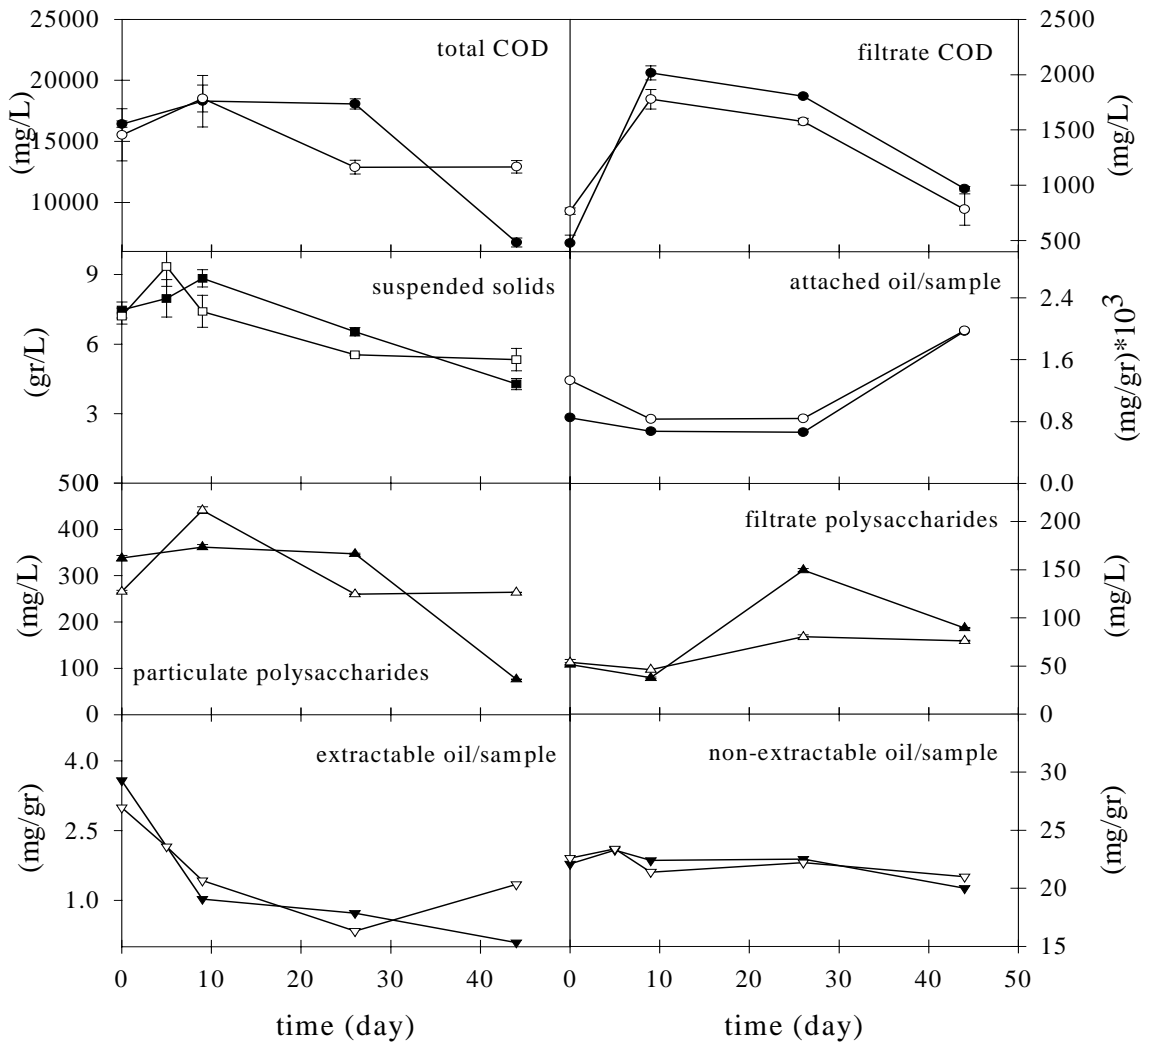 25000
20000
15000
10000
(mg/L)
total COD
filtrate COD
2500
2000
1500
1000
500
(mg/L)
9
6
3
0
(gr/L)
suspended solids
attached oil/sample
2.4
1.6
0.8
0.0
(mg/gr)*10³
500
400
300
200
100
0
(mg/L)
particulate polysaccharides
filtrate polysaccharides
200
150
100
50
0
(mg/L)
4.0
2.5
1.0
(mg/gr)
extractable oil/sample
non-extractable oil/sample
30
25
20
15
(mg/gr)
0 10 20 30 40 0 10 20 30 40 50
time (day) time (day)